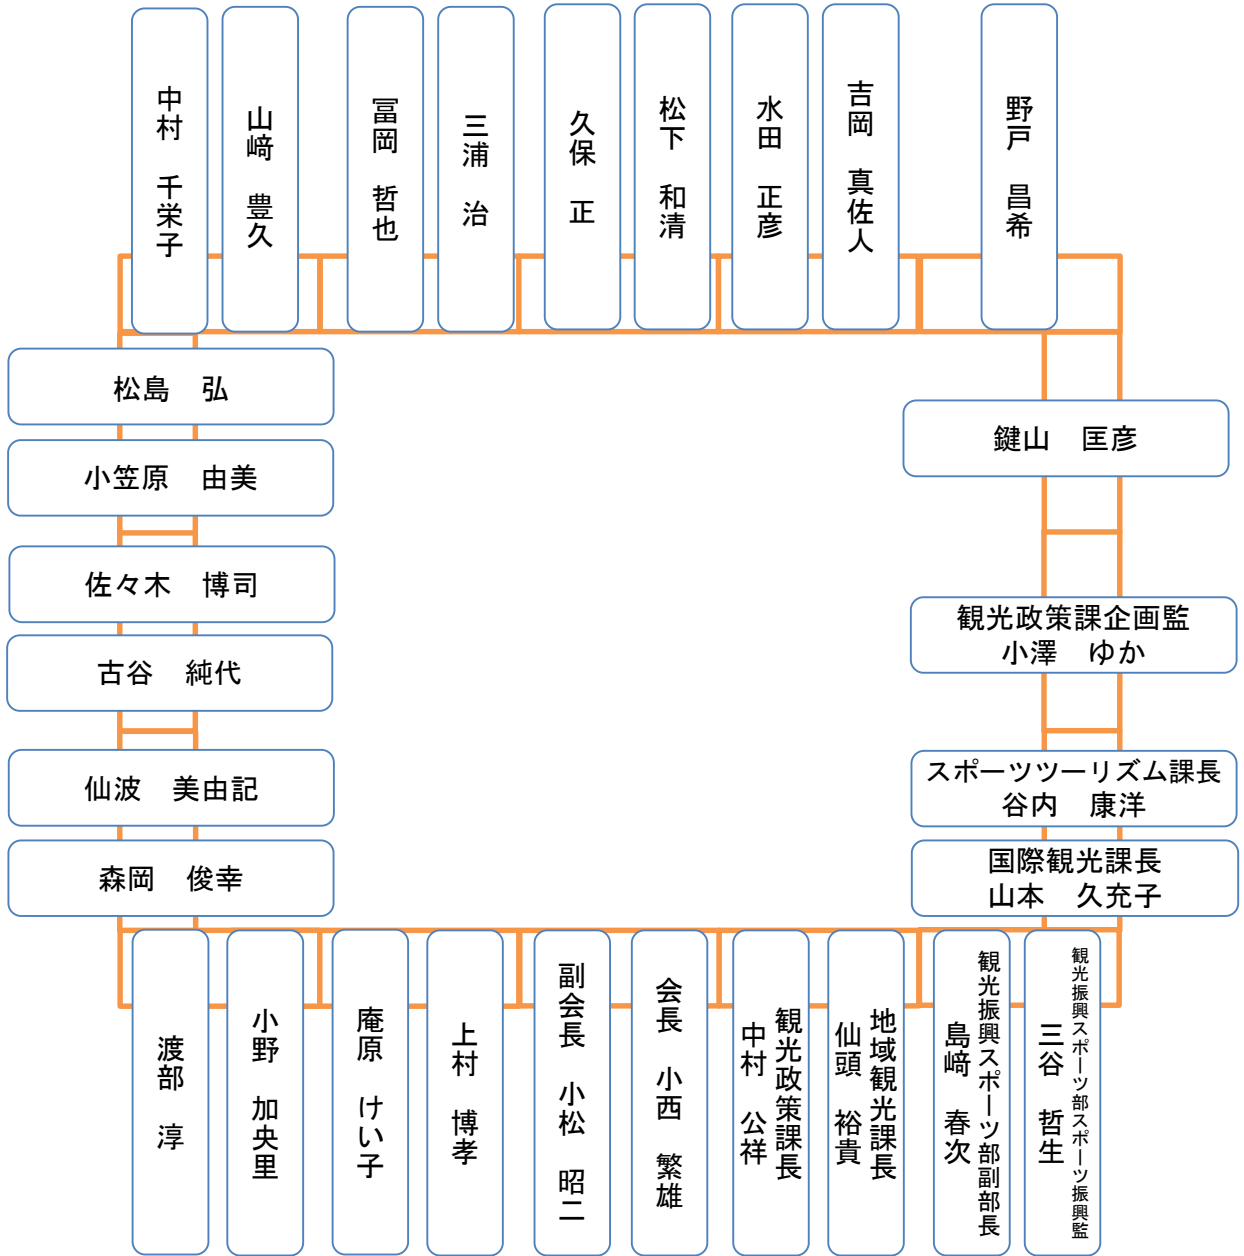 中村　千栄子
山﨑　豊久
冨岡　哲也
三浦　治
久保　正
松下　和清
水田　正彦
吉岡　真佐人
野戸　昌希
松島　弘
小笠原　由美
佐々木　博司
古谷　純代
仙波　美由記
森岡　俊幸
鍵山　匡彦
観光政策課企画監
小澤　ゆか
スポーツツーリズム課長
谷内　康洋
国際観光課長
山本　久充子
渡部　淳
小野　加央里
庵原　けい子
上村　博孝
副会長　小松　昭二
会長　小西　繁雄
観光政策課長
中村　公祥
地域観光課長
仙頭　裕貴
観光振興スポーツ部副部長
島﨑　春次
観光振興スポーツ部スポーツ振興監
三谷　哲生